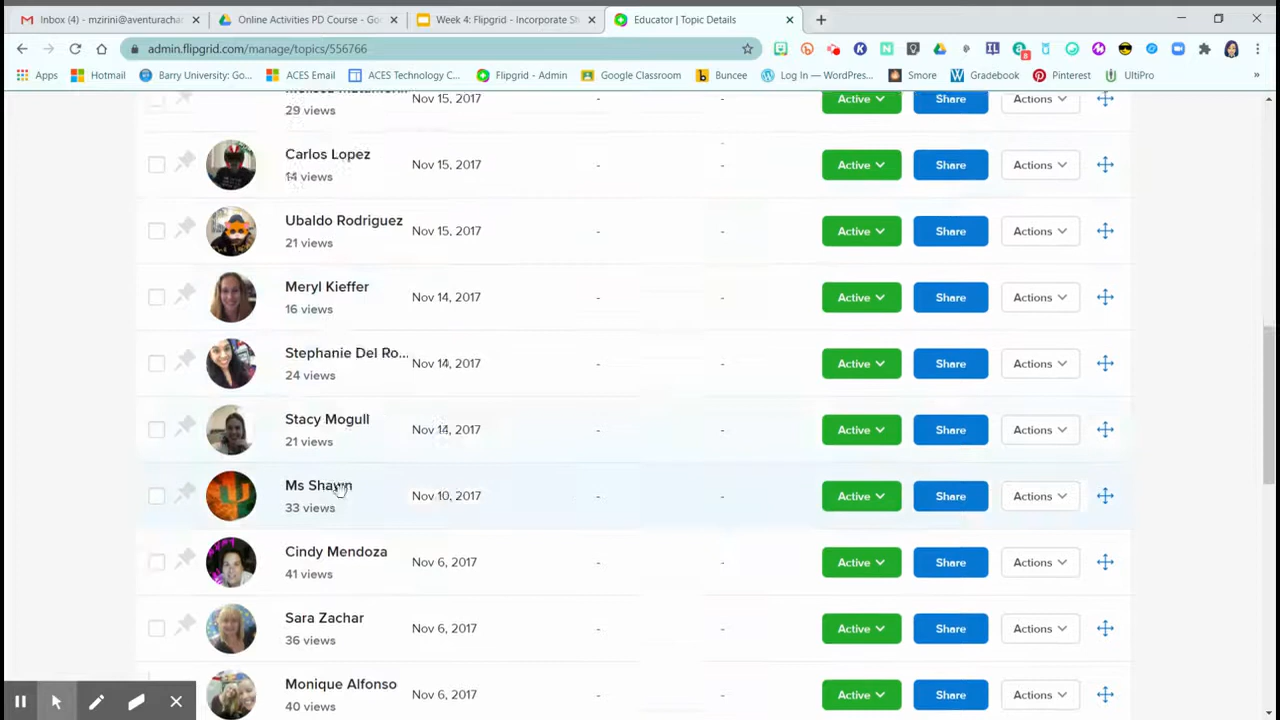 Inbox (4) - mzirini@aventurachar
Online Activities PD Course - Goo
Week 4: Flipgrid - Incorporate St
Educator | Topic Details
admin.flipgrid.com/manage/topics/556766
Apps
Hotmail
Barry University: Go...
ACES Email
ACES Technology C...
Flipgrid - Admin
Google Classroom
Buncee
Log In — WordPres...
Smore
Gradebook
Pinterest
UltiPro
»
29 views
Nov 15, 2017 - - Active Share Actions
Carlos Lopez
14 views
Nov 15, 2017 - - Active Share Actions
Ubaldo Rodriguez
21 views
Nov 15, 2017 - - Active Share Actions
Meryl Kieffer
16 views
Nov 14, 2017 - - Active Share Actions
Stephanie Del Ro...
24 views
Nov 14, 2017 - - Active Share Actions
Stacy Mogull
21 views
Nov 14, 2017 - - Active Share Actions
Ms Shawn
33 views
Nov 10, 2017 - - Active Share Actions
Cindy Mendoza
41 views
Nov 6, 2017 - - Active Share Actions
Sara Zachar
36 views
Nov 6, 2017 - - Active Share Actions
Monique Alfonso
40 views
Nov 6, 2017 - - Active Share Actions